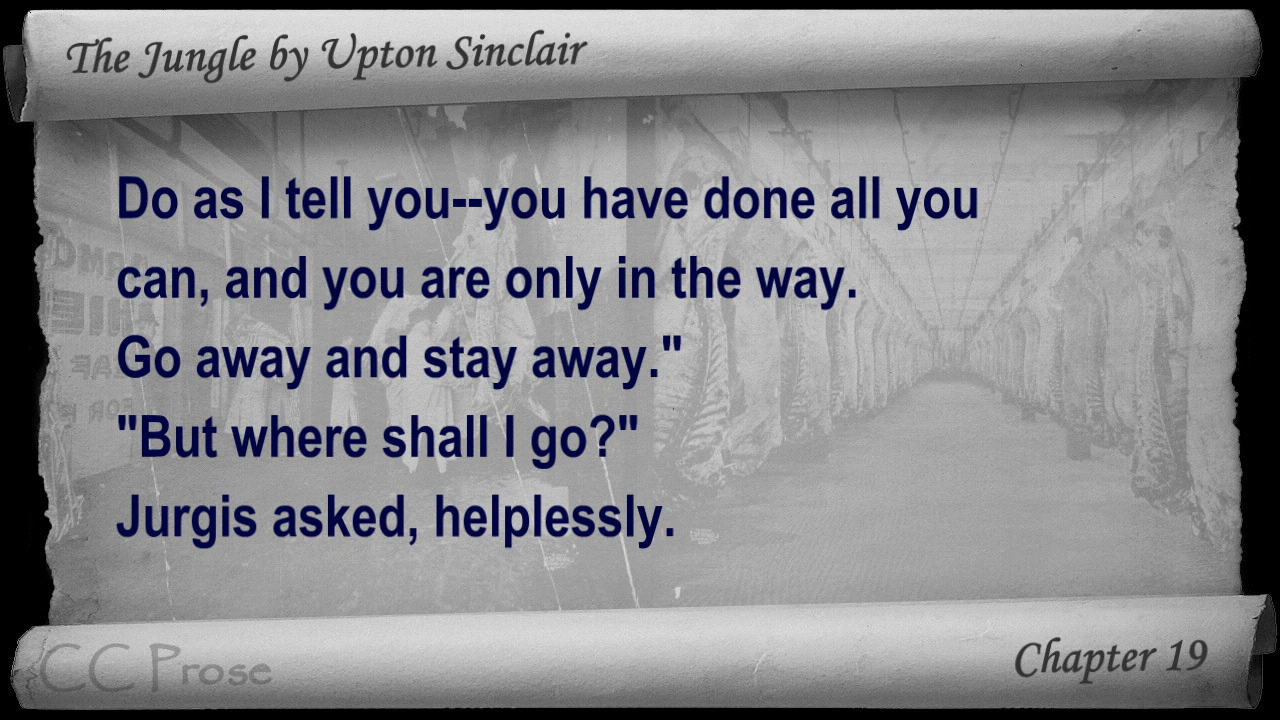 The Jungle by Upton Sinclair
Do as I tell you--you have done all you
can, and you are only in the way.
Go away and stay away."
"But where shall I go?"
Jurgis asked, helplessly.
CC Prose
Chapter 19